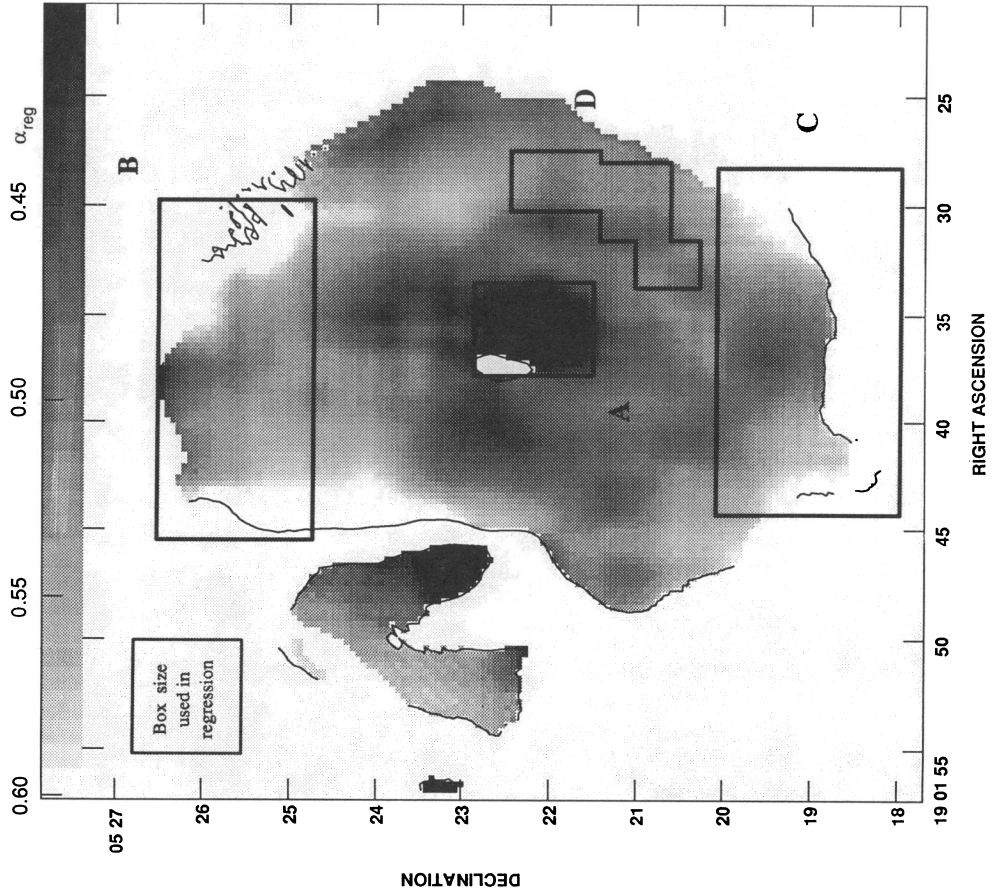 α_reg
0.60 0.55 0.50 0.45
B
Box size
used in
regression
D
C
A
DECLINATION
05 27
26
25
24
23
22
21
20
19
18
19 01 55 50 45 40 35 30 25
RIGHT ASCENSION